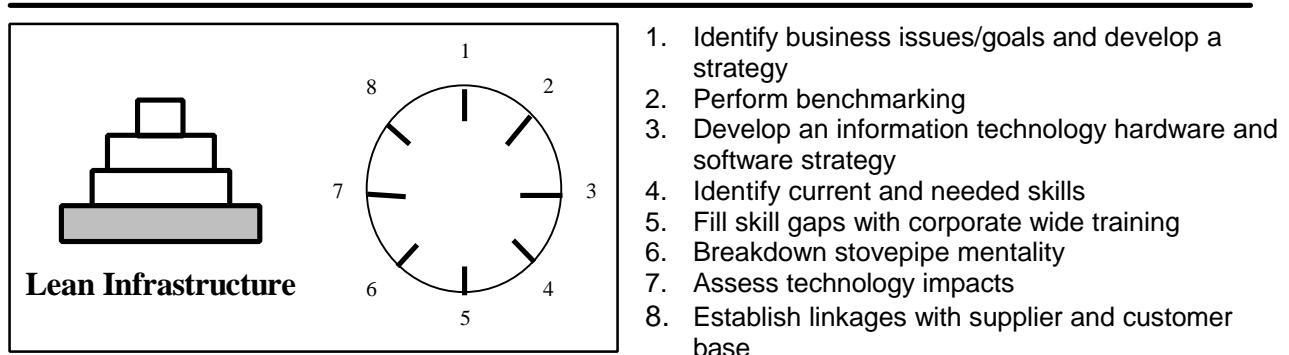 1
2
3
4
5
6
7
8
Lean Infrastructure
1. Identify business issues/goals and develop a
strategy
2. Perform benchmarking
3. Develop an information technology hardware and
software strategy
4. Identify current and needed skills
5. Fill skill gaps with corporate wide training
6. Breakdown stovepipe mentality
7. Assess technology impacts
8. Establish linkages with supplier and customer
base